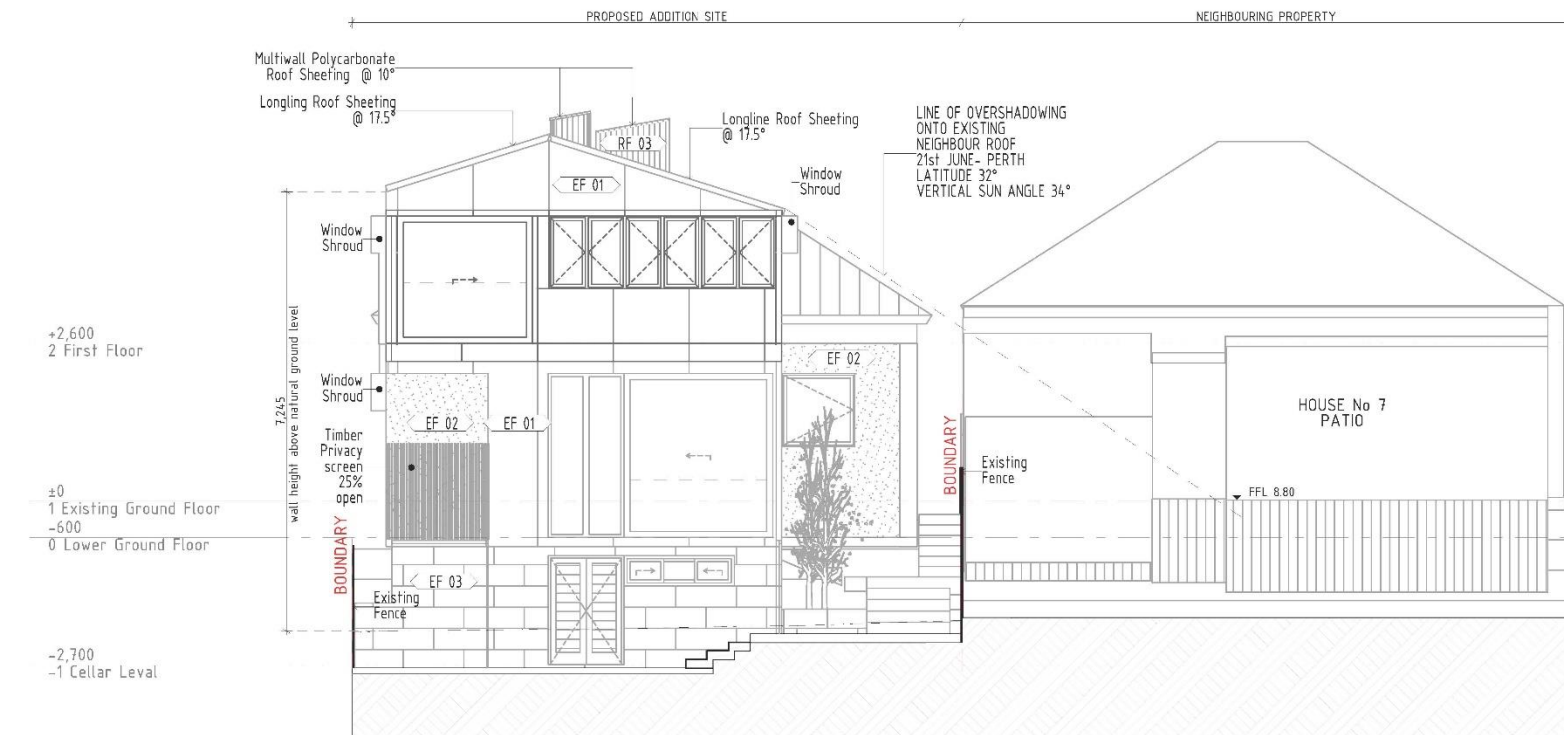 PROPOSED ADDITION SITE
NEIGHBOURING PROPERTY
Multiwall Polycarbonate
Roof Sheeting @ 10°
Longling Roof Sheeting
@ 17.5°
Longline Roof Sheeting
@ 17.5°
LINE OF OVERSHADOWING
ONTO EXISTING
NEIGHBOUR ROOF
21st JUNE- PERTH
LATITUDE 32°
VERTICAL SUN ANGLE 34°
RF 03
EF 01
Window
Shroud
Window
Shroud
7,245
wall height above natural ground level
+2,600
2 First Floor
EF 02
Window
Shroud
EF 02
EF 01
HOUSE No 7
PATIO
Timber
Privacy
screen
25%
open
BOUNDARY
Existing
Fence
±0
1 Existing Ground Floor
FFL 8.80
-600
0 Lower Ground Floor
BOUNDARY
EF 03
Existing
Fence
-2,700
-1 Cellar Leval